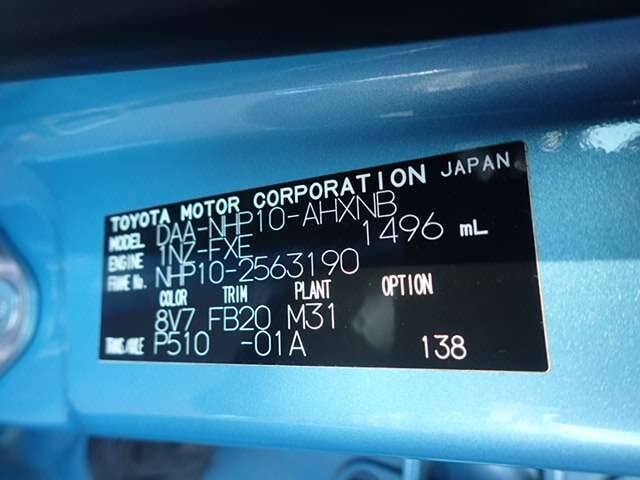 TOYOTA MOTOR CORPORATION JAPAN
MODEL DAA-NHP10-AHXNB
ENGINE 1NZ-FXE 1496 mL
FRAME No. NHP10-2563190
COLOR TRIM PLANT OPTION
8V7 FB20 M31
TRANS./AXLE P510 -01A 138